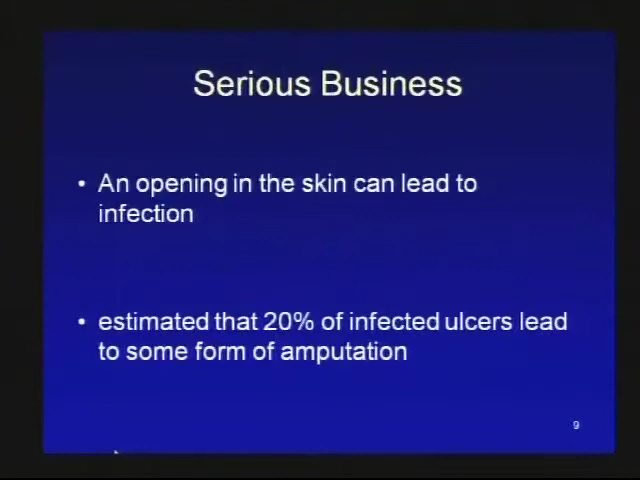 Serious Business
• An opening in the skin can lead to
infection
• estimated that 20% of infected ulcers lead
to some form of amputation
9